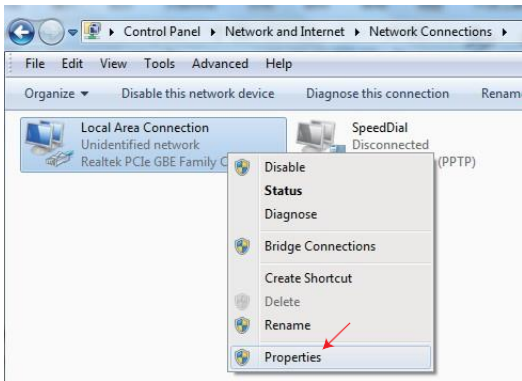 Control Panel ▸ Network and Internet ▸ Network Connections ▸
File Edit View Tools Advanced Help
Organize ▼ Disable this network device Diagnose this connection
Local Area Connection
Unidentified network
Realtek PCIe GBE Family
SpeedDial
Disconnected
(PPTP)
Disable
Status
Diagnose
Bridge Connections
Create Shortcut
Delete
Rename
Properties